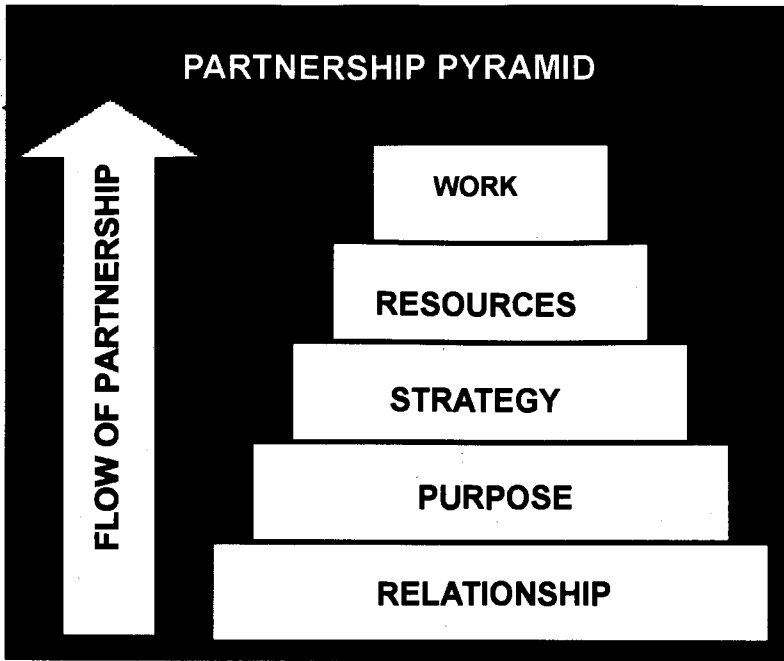 PARTNERSHIP PYRAMID
FLOW OF PARTNERSHIP
WORK
RESOURCES
STRATEGY
PURPOSE
RELATIONSHIP